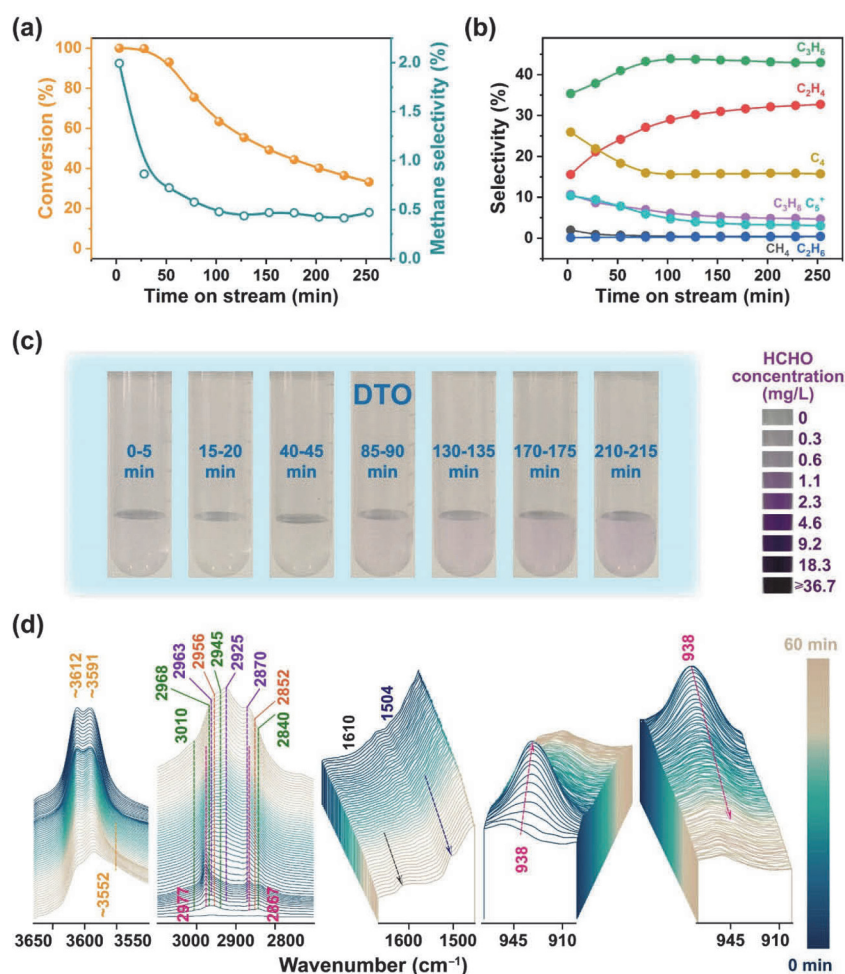 (a)
100
80
60
40
20
0
Conversion (%)
2.0
1.5
1.0
0.5
0.0
Methane selectivity (%)
0 50 100 150 200 250
Time on stream (min)
(b)
40
30
20
10
0
Selectivity (%)
C₃H₆
C₂H₄
C₄
C₃H₈ C₅⁺
CH₄ C₂H₆
0 50 100 150 200 250
Time on stream (min)
(c)
DTO
0-5
min
15-20
min
40-45
min
85-90
min
130-135
min
170-175
min
210-215
min
HCHO
concentration
(mg/L)
0
0.3
0.6
1.1
2.3
4.6
9.2
18.3
≥36.7
(d)
~3612
~3591
~3552
3650 3600 3550
3010
2968
2963
2956
2945
2925
2870
2852
2840
2977
2867
3000 2900 2800
1610
1504
1600 1500
938
945 910
938
945 910
60 min
0 min
Wavenumber (cm⁻¹)